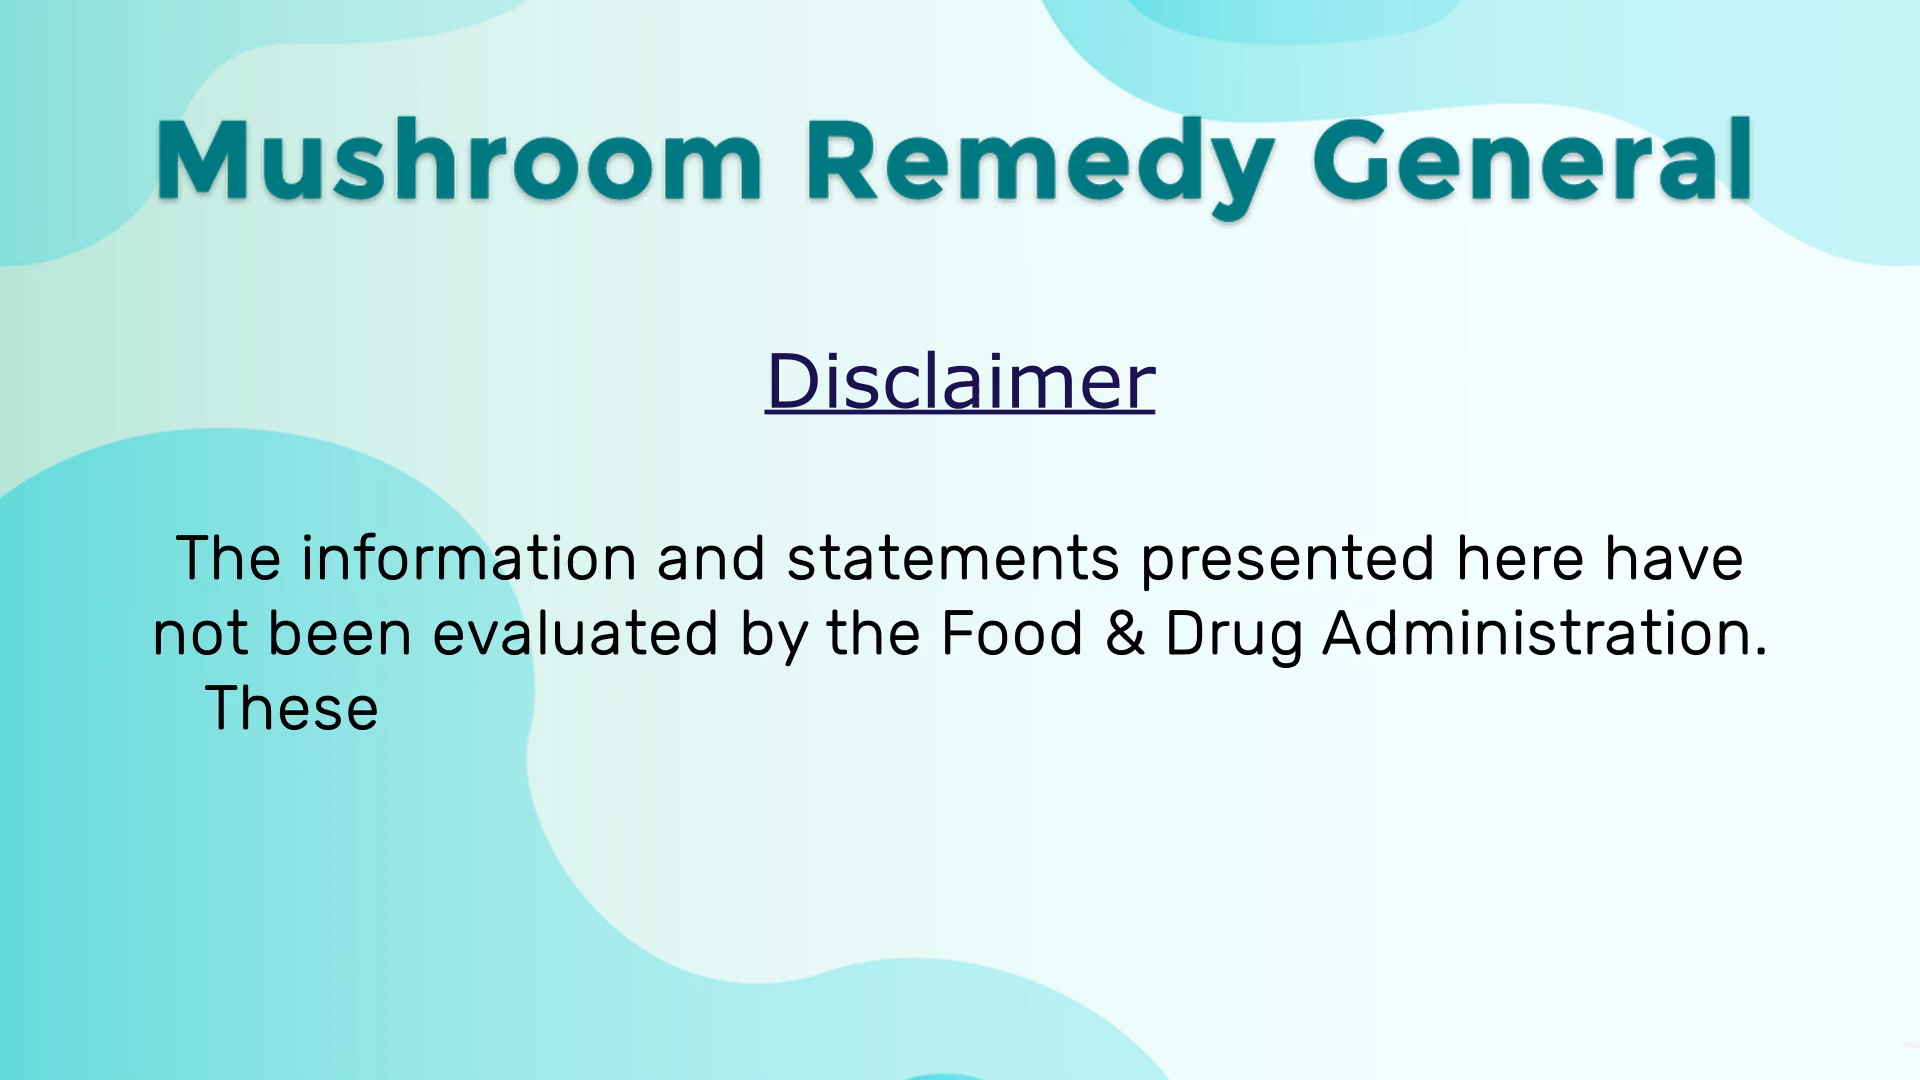 Mushroom Remedy General
Disclaimer
The information and statements presented here have
not been evaluated by the Food & Drug Administration.
These